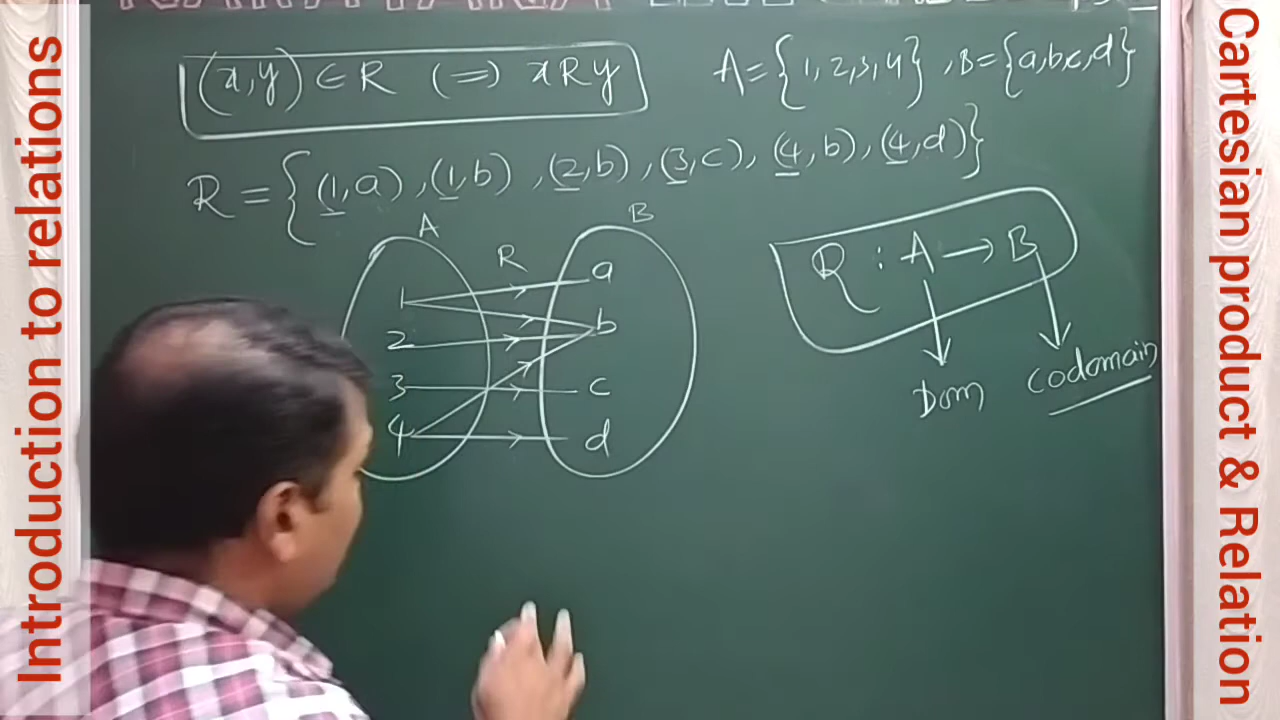 Introduction to relations
(x,y) ∈ R (=) xRy
A={1,2,3,4} ,B={a,b,c,d}
R = {(1,a) ,(1,b) ,(2,b) ,(3,c), (4,b), (4,d)}
A R B
R : A → B
1 a
2 b
3 c
4 d
Dom codomain
Cartesian product & Relation